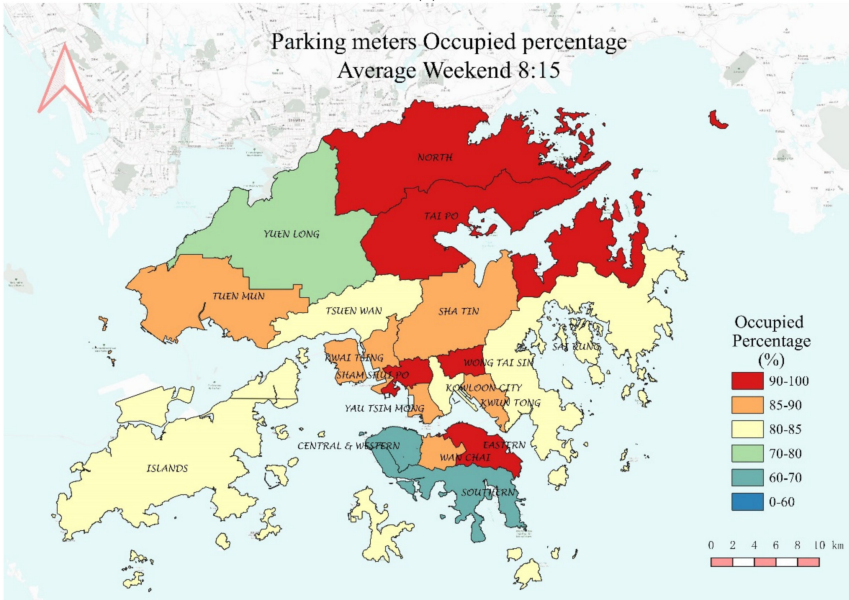 Parking meters Occupied percentage
Average Weekend 8:15
NORTH
TAI PO
YUEN LONG
TUEN MUN
TSUEN WAN
SHA TIN
SAI KUNG
KWAI TSING
WONG TAI SIN
SHAM SHUI PO
KOWLOON CITY
KWUN TONG
YAU TSIM MONG
CENTRAL & WESTERN
EASTERN
WAN CHAI
ISLANDS
SOUTHERN
Occupied
Percentage
(%)
90-100
85-90
80-85
70-80
60-70
0-60
0 2 4 6 8 10 km